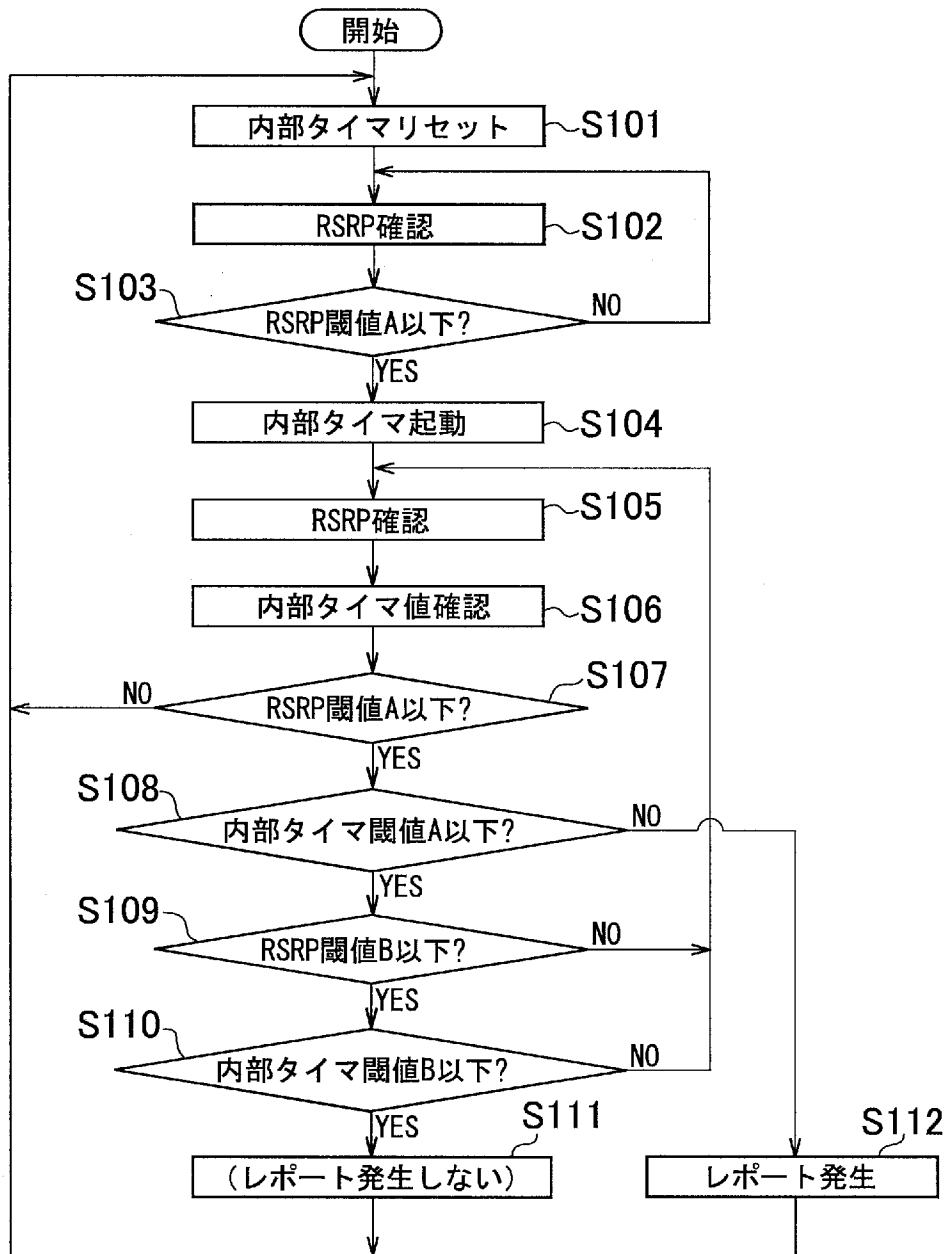 開始
内部タイマリセット
S101
RSRP確認
S102
S103
RSRP閾値A以下?
NO
YES
内部タイマ起動
S104
RSRP確認
S105
内部タイマ値確認
S106
S107
NO
RSRP閾値A以下?
YES
S108
内部タイマ閾値A以下?
NO
YES
S109
RSRP閾値B以下?
NO
YES
S110
内部タイマ閾値B以下?
NO
YES
S111
(レポート発生しない)
S112
レポート発生